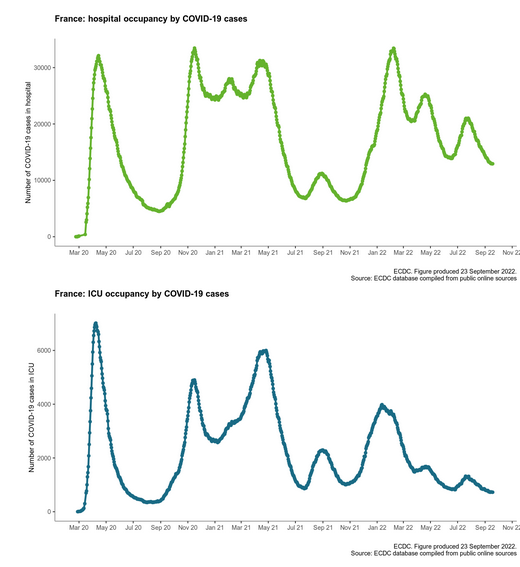 France: hospital occupancy by COVID-19 cases
Number of COVID-19 cases in hospital
30000
20000
10000
0
Mar 20 May 20 Jul 20 Sep 20 Nov 20 Jan 21 Mar 21 May 21 Jul 21 Sep 21 Nov 21 Jan 22 Mar 22 May 22 Jul 22 Sep 22 Nov 22
ECDC. Figure produced 23 September 2022.
Source: ECDC database compiled from public online sources
France: ICU occupancy by COVID-19 cases
Number of COVID-19 cases in ICU
6000
4000
2000
0
Mar 20 May 20 Jul 20 Sep 20 Nov 20 Jan 21 Mar 21 May 21 Jul 21 Sep 21 Nov 21 Jan 22 Mar 22 May 22 Jul 22 Sep 22 Nov
ECDC. Figure produced 23 September 2022.
Source: ECDC database compiled from public online sources